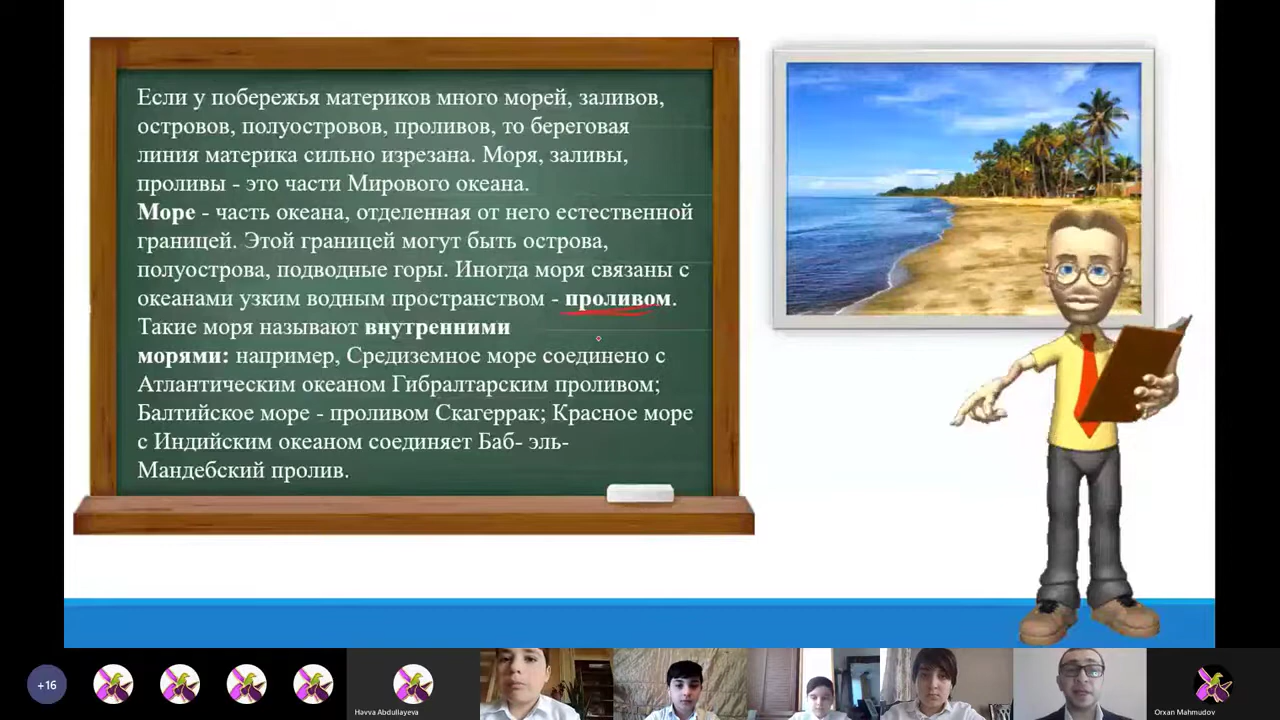 Если у побережья материков много морей, заливов,
островов, полуостровов, проливов, то береговая
линия материка сильно изрезана. Моря, заливы,
проливы - это части Мирового океана.
Море - часть океана, отделенная от него естественной
границей. Этой границей могут быть острова,
полуострова, подводные горы. Иногда моря связаны с
океанами узким водным пространством - проливом.
Такие моря называют внутренними
морями: например, Средиземное море соединено с
Атлантическим океаном Гибралтарским проливом;
Балтийское море - проливом Скагеррак; Красное море
с Индийским океаном соединяет Баб- эль-
Мандебский пролив.
+16
Havva Abdullayeva
Orxan Mahmudov